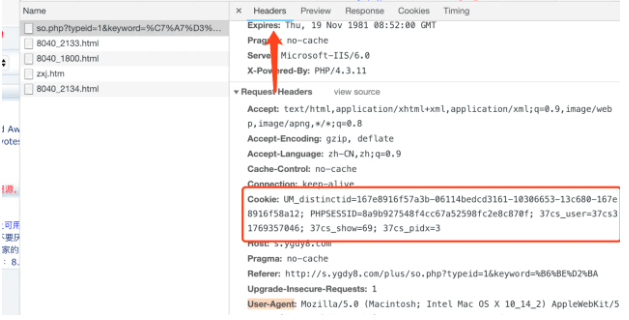 Name
× Headers Preview Response Cookies Timing
so.php?typeid=1&keyword=%C7%A7%D3%...
8040_2133.html
8040_1800.html
zxj.htm
8040_2134.html
Expires: Thu, 19 Nov 1981 08:52:00 GMT
no-cache
Microsoft-IIS/6.0
X-Powered-By: PHP/4.3.11
▼ Request Headers view source
Accept: text/html,application/xhtml+xml,application/xml;q=0.9,image/web
p,image/apng,*/*;q=0.8
Accept-Encoding: gzip, deflate
Accept-Language: zh-CN,zh;q=0.9
Cache-Control: no-cache
Connection: keep-alive
Cookie: UM_distinctid=167e8916f57a3b-06114bedcd3161-10306653-13c680-167e
8916f58a12; PHPSESSID=8a9b927548f4cc67a52598fc2e8c870f; 37cs_user=37cs3
1769357046; 37cs_show=69; 37cs_pidx=3
Host: s.ygdy8.com
Pragma: no-cache
Referer: http://s.ygdy8.com/plus/so.php?typeid=1&keyword=%B6%BE%D2%BA
Upgrade-Insecure-Requests: 1
User-Agent: Mozilla/5.0 (Macintosh; Intel Mac OS X 10_14_2) AppleWebKit/5